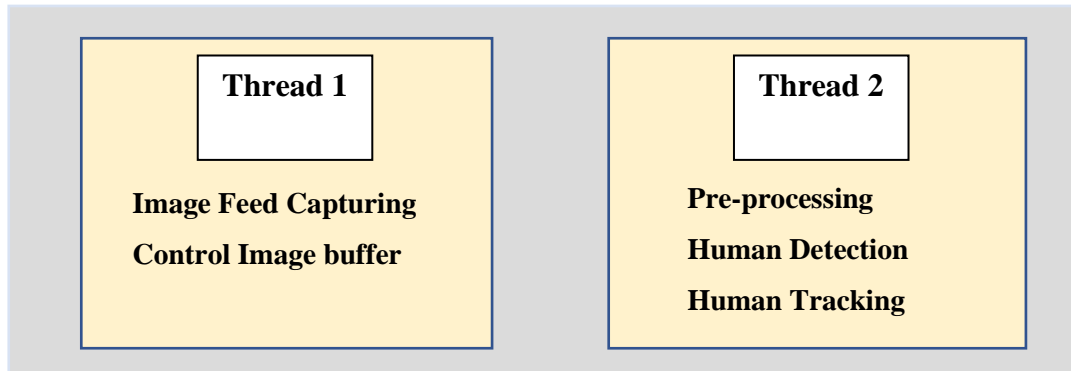 Thread 1
Image Feed Capturing
Control Image buffer
Thread 2
Pre-processing
Human Detection
Human Tracking